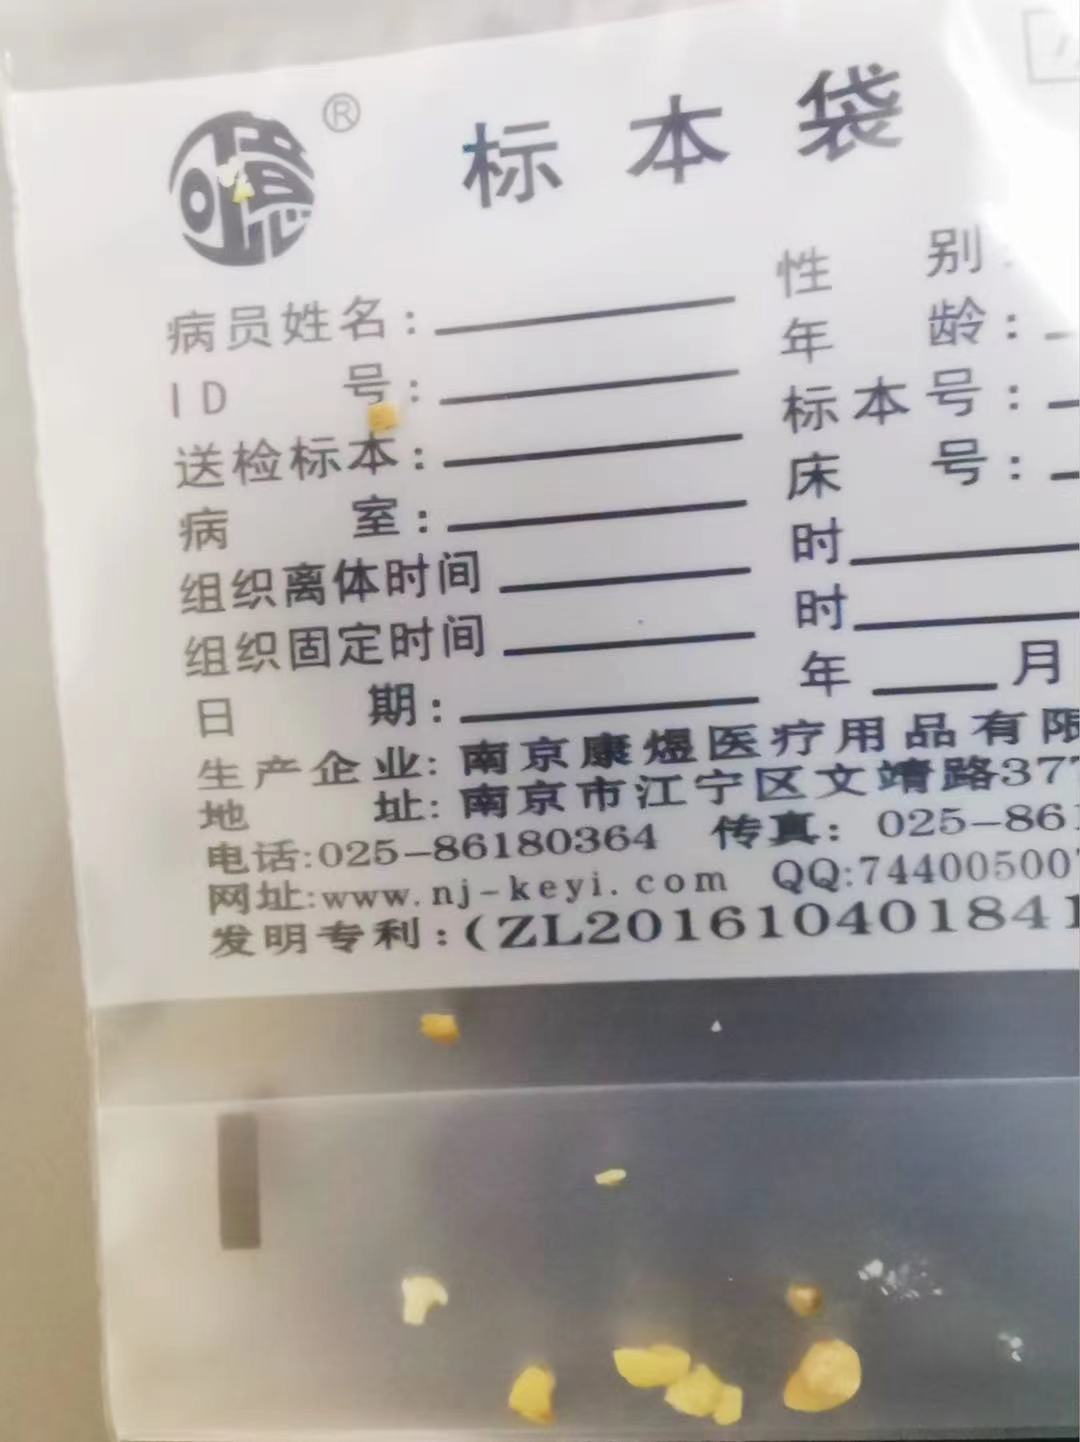 ® 标本袋
病员姓名: 性别:
ID号: 年龄:
送检标本: 标本号:
病室: 床号:
组织离体时间 时
组织固定时间 时
日期: 年 月
生产企业: 南京康煜医疗用品有限
地址: 南京市江宁区文靖路377
电话:025-86180364 传真: 025-861
网址:www.nj-keyi.com QQ:744005007
发明专利:(ZL201610401841